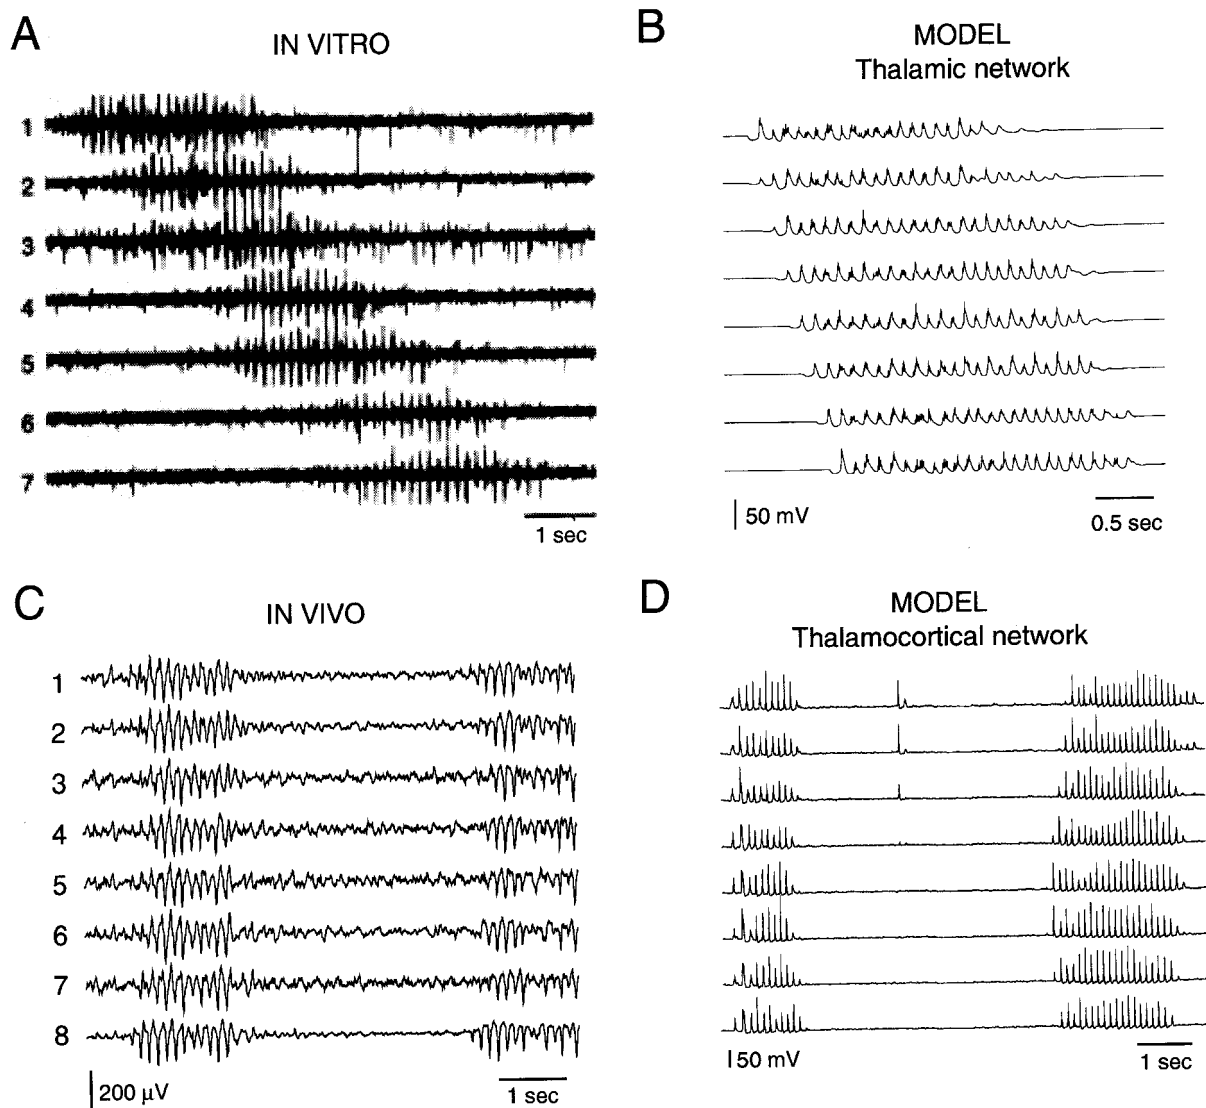 A
IN VITRO
1
2
3
4
5
6
7
1 sec
B
MODEL
Thalamic network
50 mV
0.5 sec
C
IN VIVO
1
2
3
4
5
6
7
8
200 µV
1 sec
D
MODEL
Thalamocortical network
50 mV
1 sec